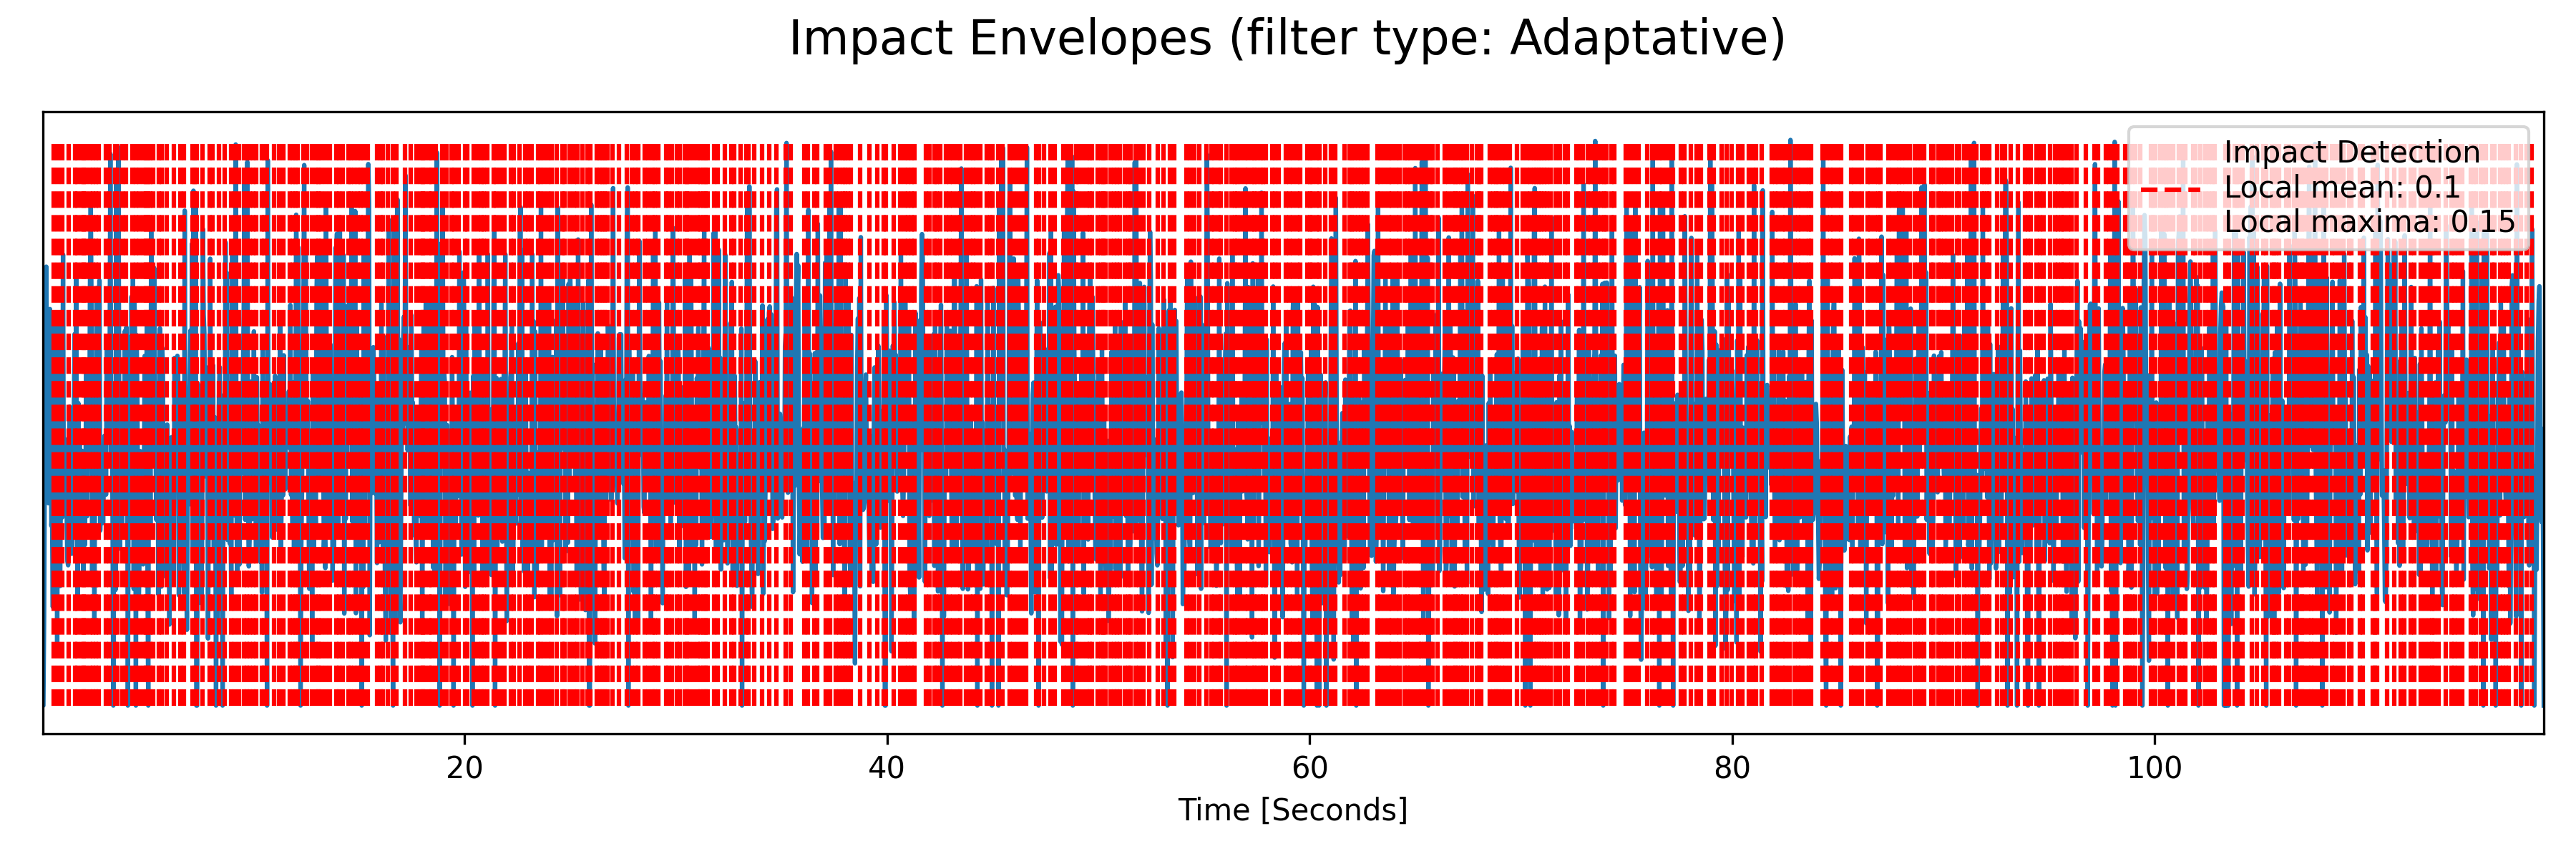 Impact Envelopes (filter type: Adaptative)
Impact Detection
Local mean: 0.1
Local maxima: 0.15
20 40 60 80 100
Time [Seconds]